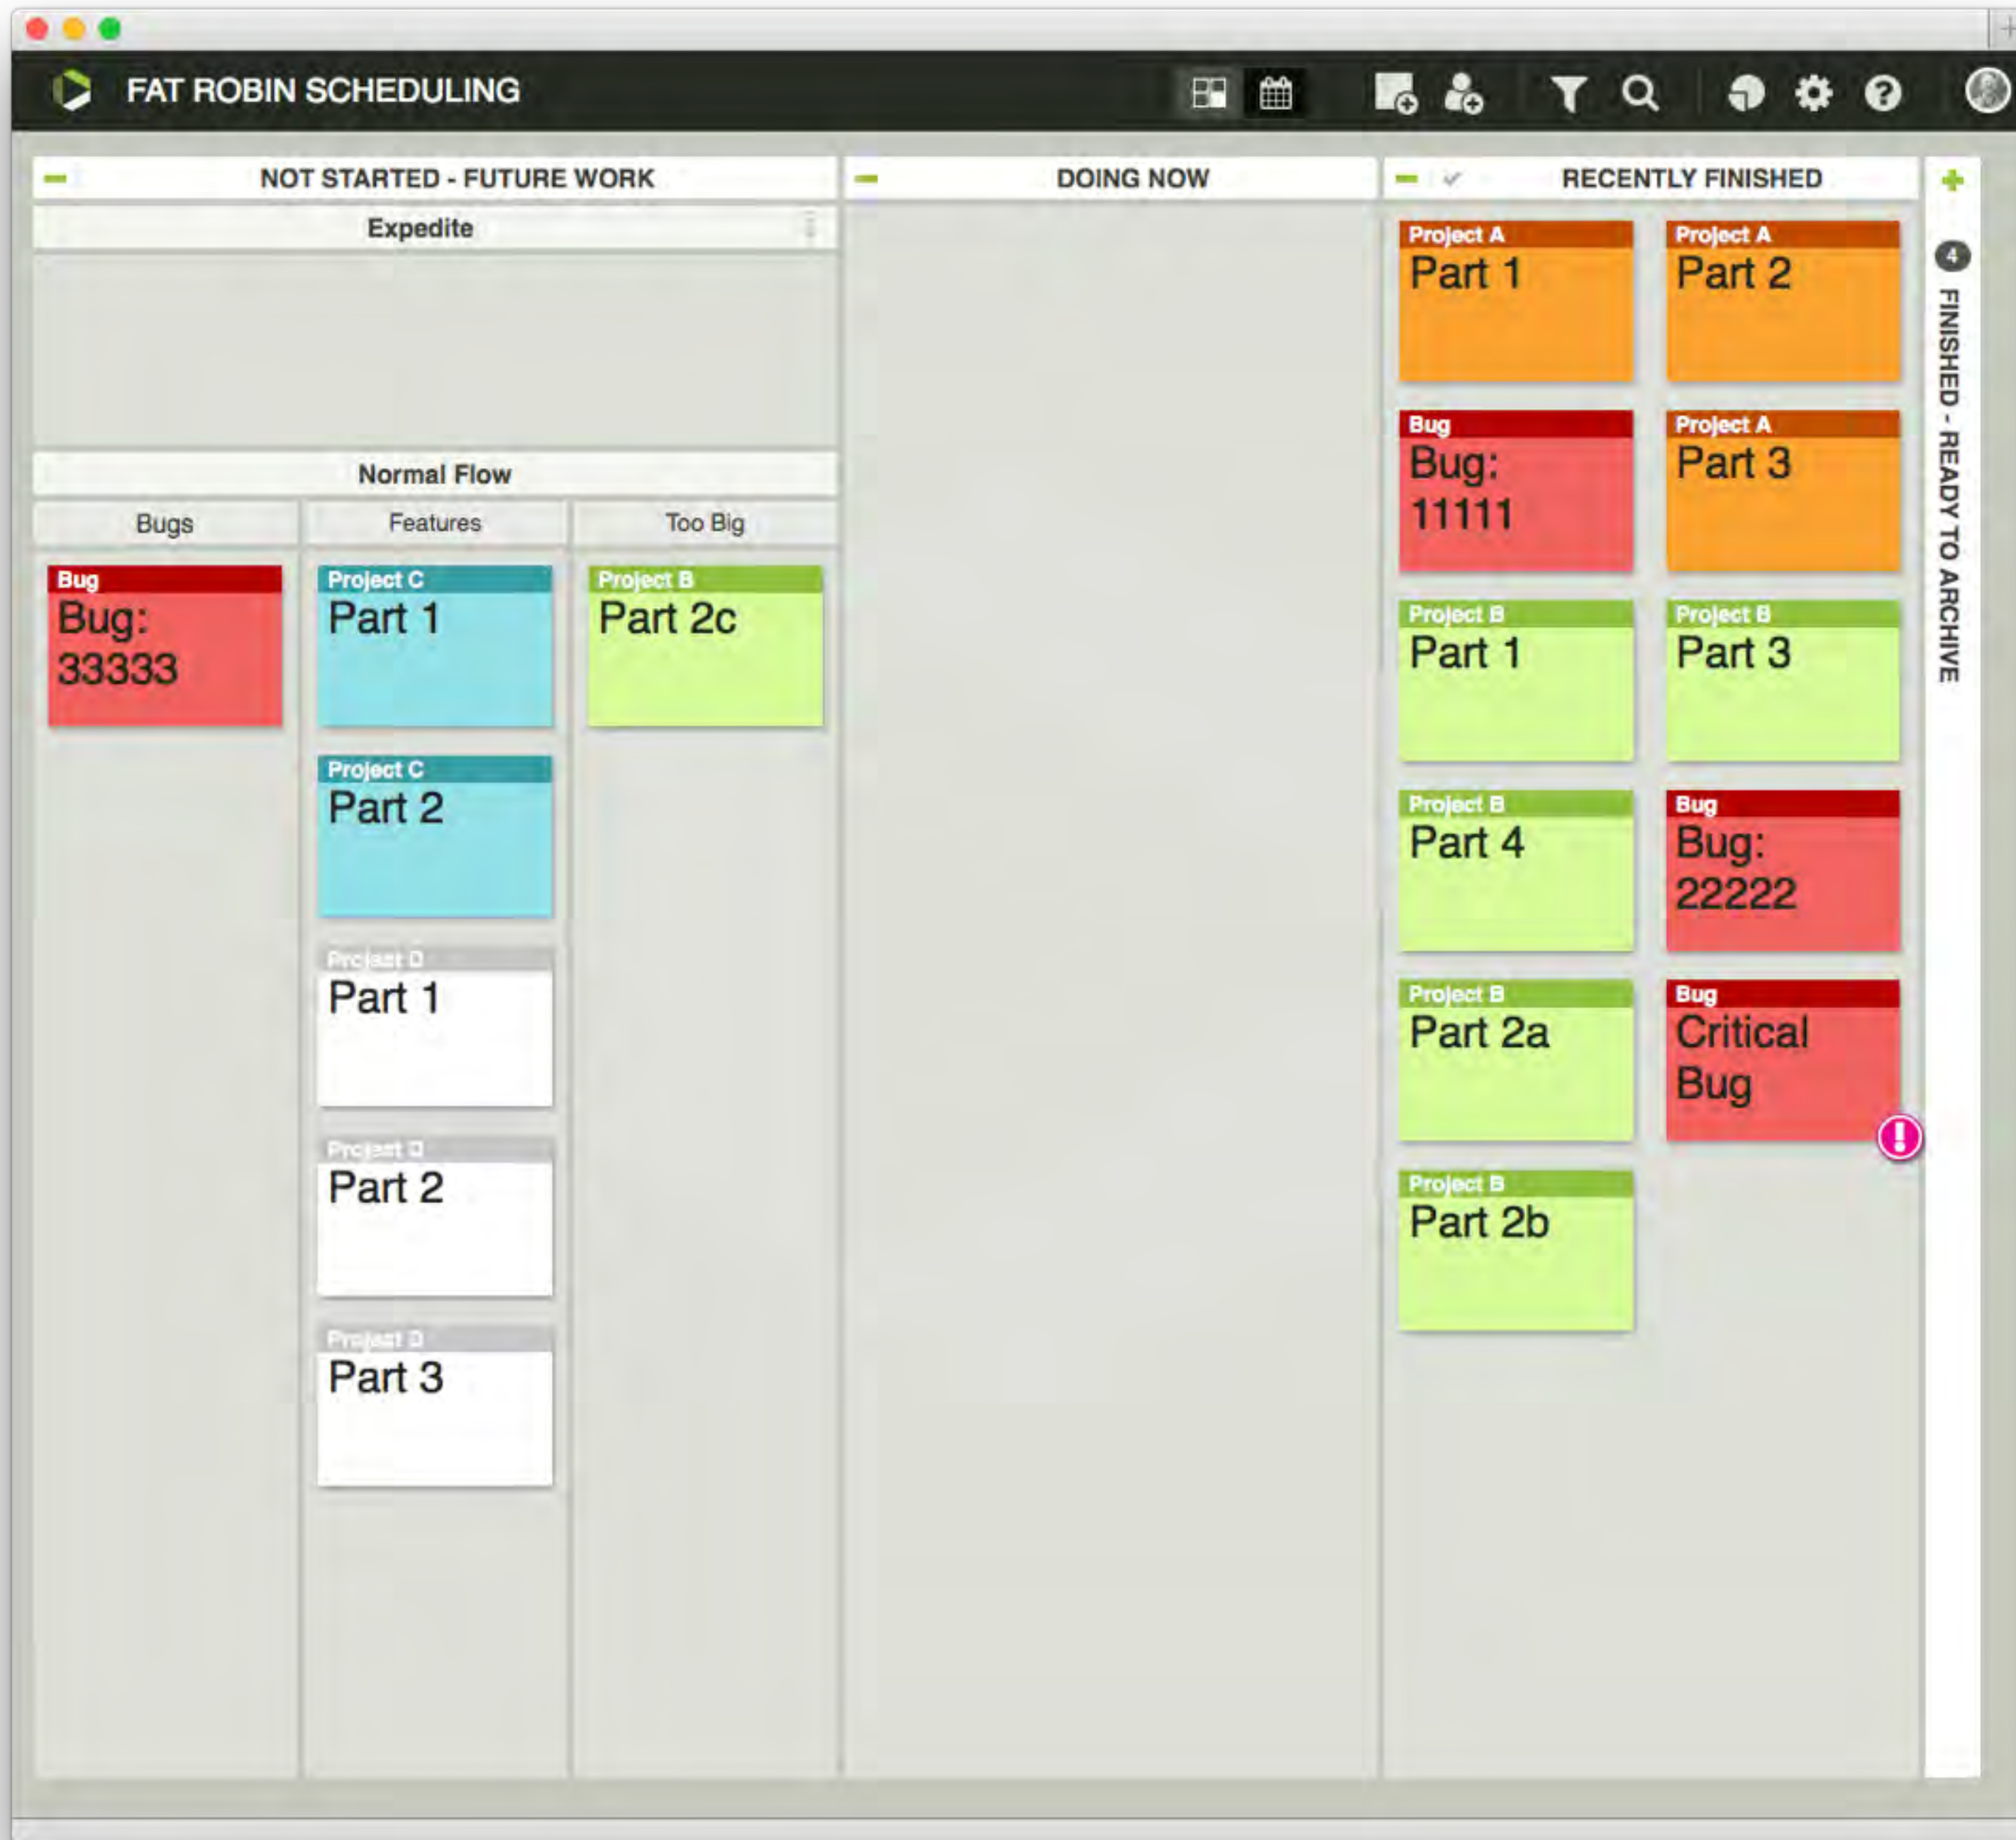 FAT ROBIN SCHEDULING
NOT STARTED - FUTURE WORK
Expedite
Normal Flow
Bugs
Features
Too Big
Bug
Bug:
33333
Project C
Part 1
Project C
Part 2
Project D
Part 1
Project D
Part 2
Project D
Part 3
Project B
Part 2c
DOING NOW
RECENTLY FINISHED
Project A
Part 1
Project A
Part 2
Bug
Bug:
11111
Project A
Part 3
Project B
Part 1
Project B
Part 3
Project B
Part 4
Bug
Bug:
22222
Project B
Part 2a
Bug
Critical
Bug
Project B
Part 2b
4 FINISHED - READY TO ARCHIVE